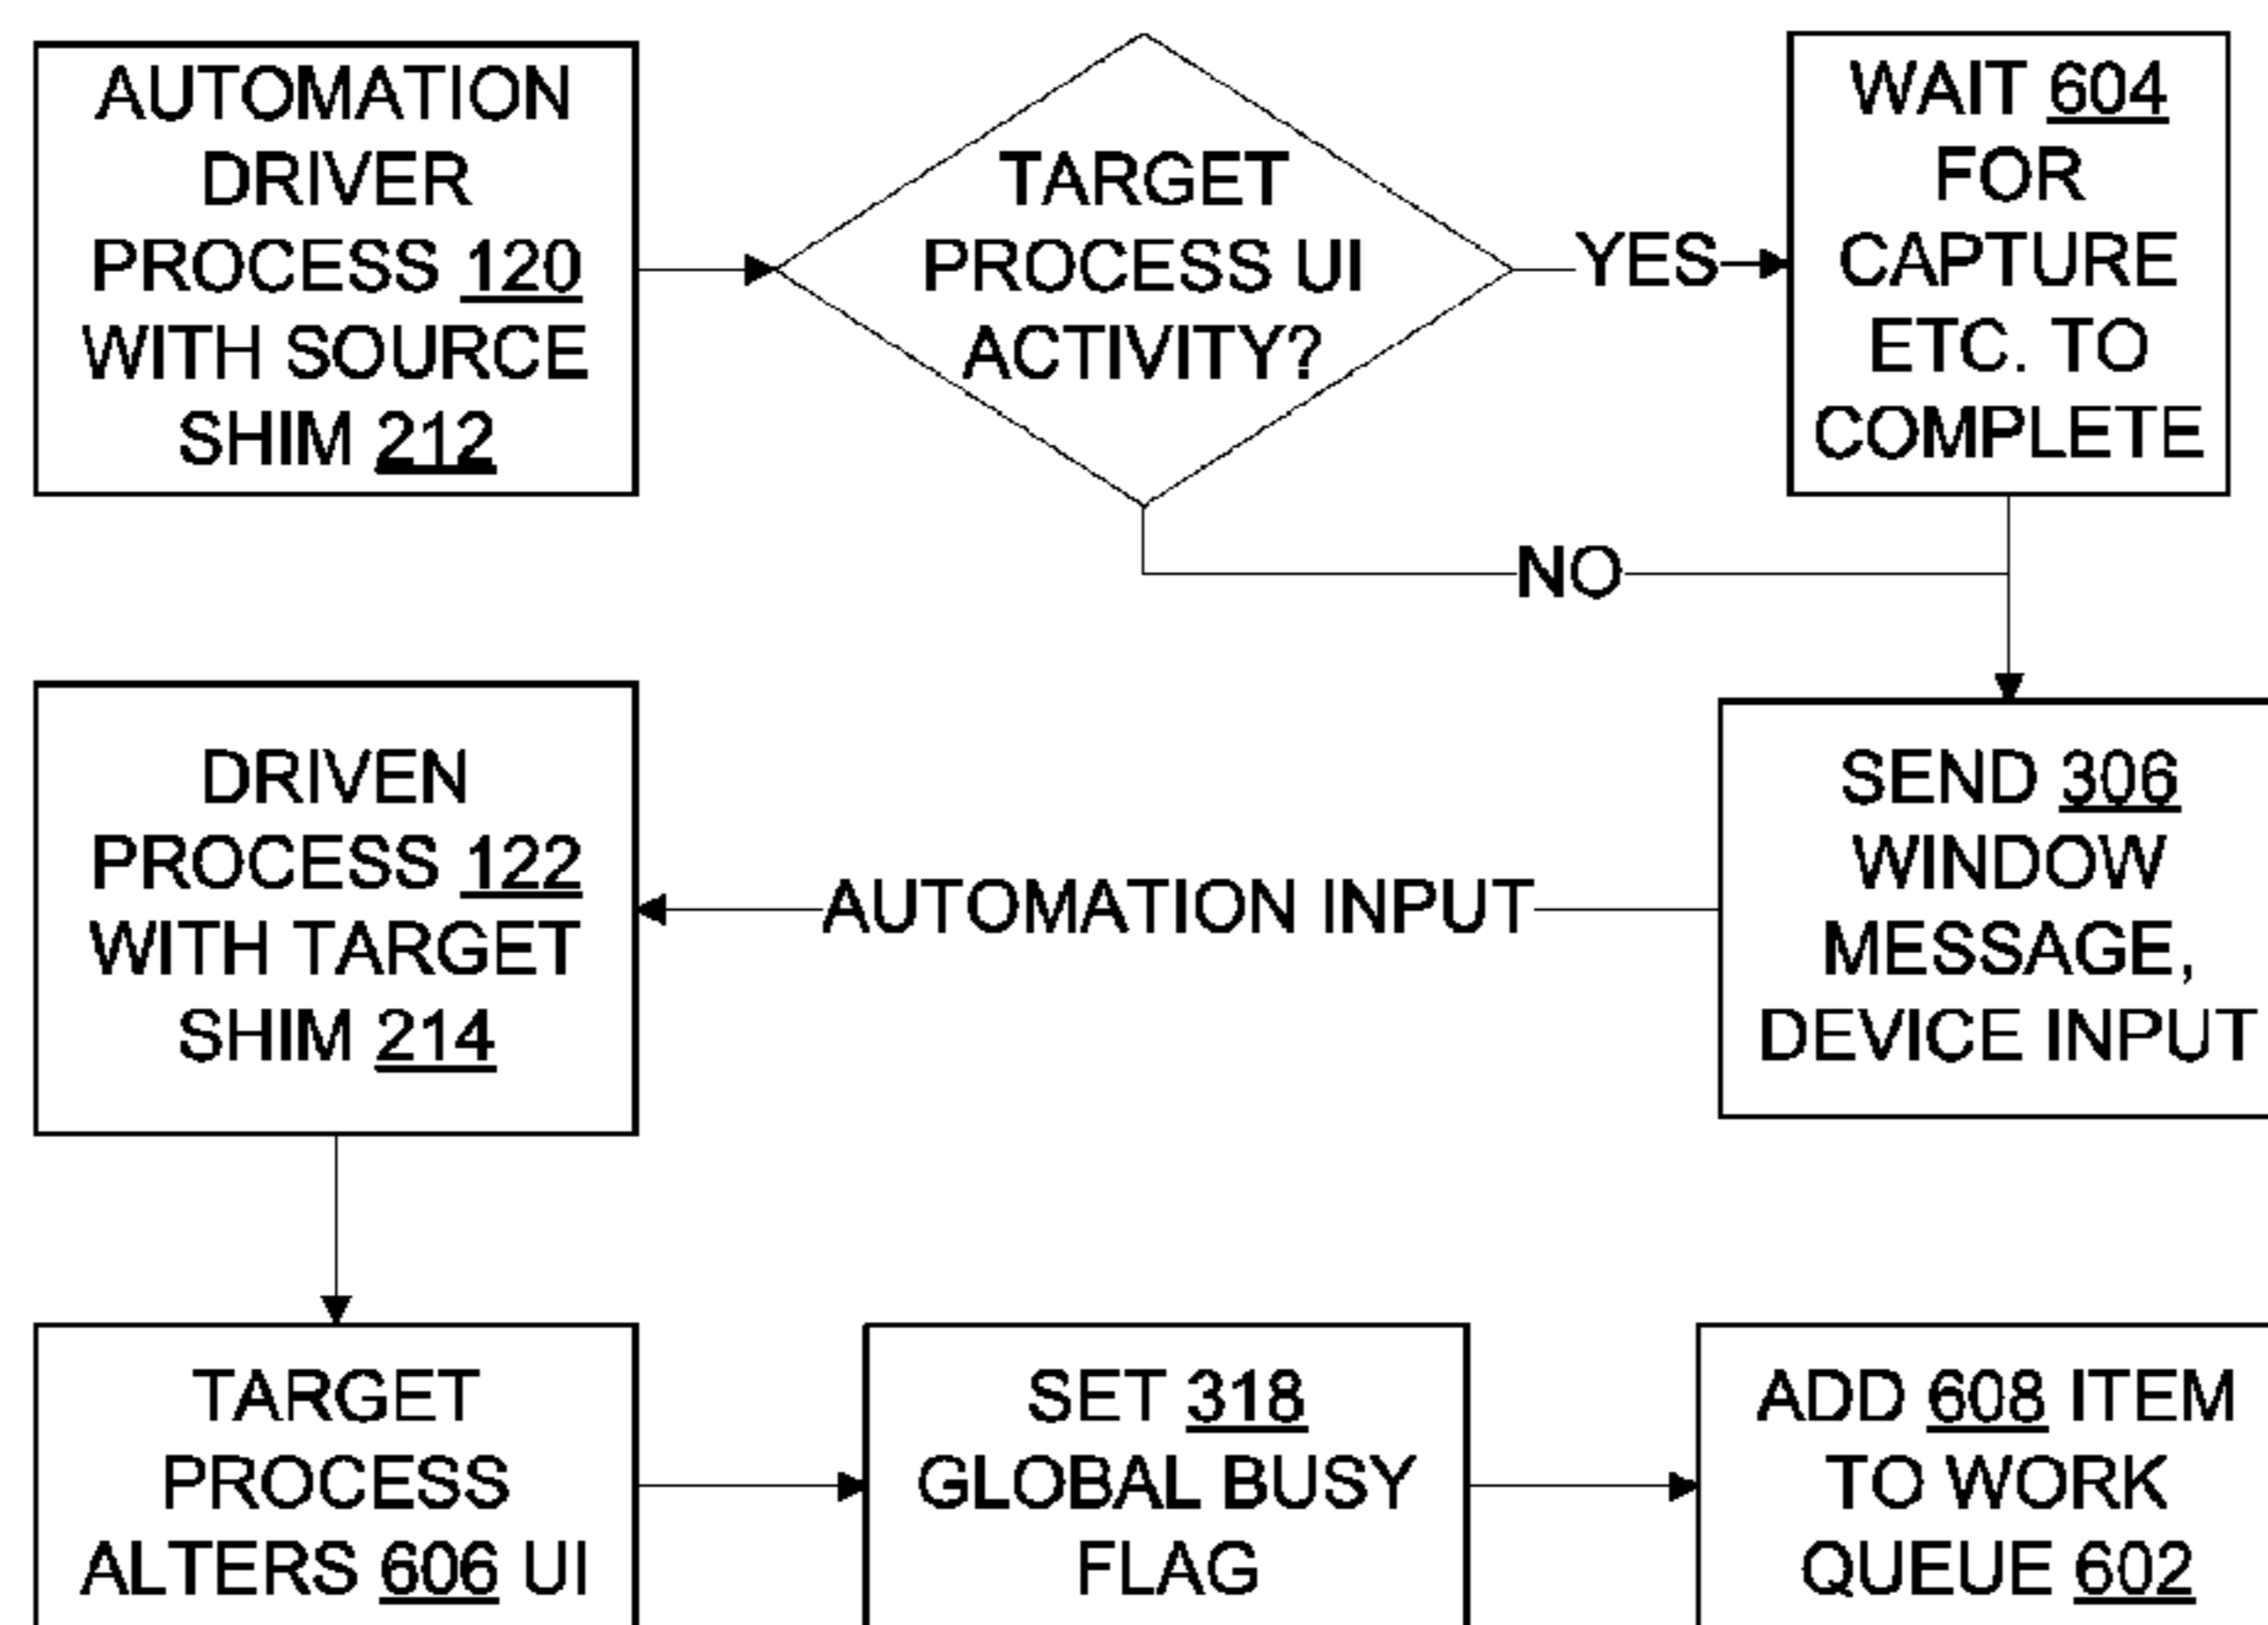 AUTOMATION
DRIVER
PROCESS 120
WITH SOURCE
SHIM 212
TARGET
PROCESS UI
ACTIVITY?
YES
WAIT 604
FOR
CAPTURE
ETC. TO
COMPLETE
NO
SEND 306
WINDOW
MESSAGE,
DEVICE INPUT
AUTOMATION INPUT
DRIVEN
PROCESS 122
WITH TARGET
SHIM 214
TARGET
PROCESS
ALTERS 606 UI
SET 318
GLOBAL BUSY
FLAG
ADD 608 ITEM
TO WORK
QUEUE 602